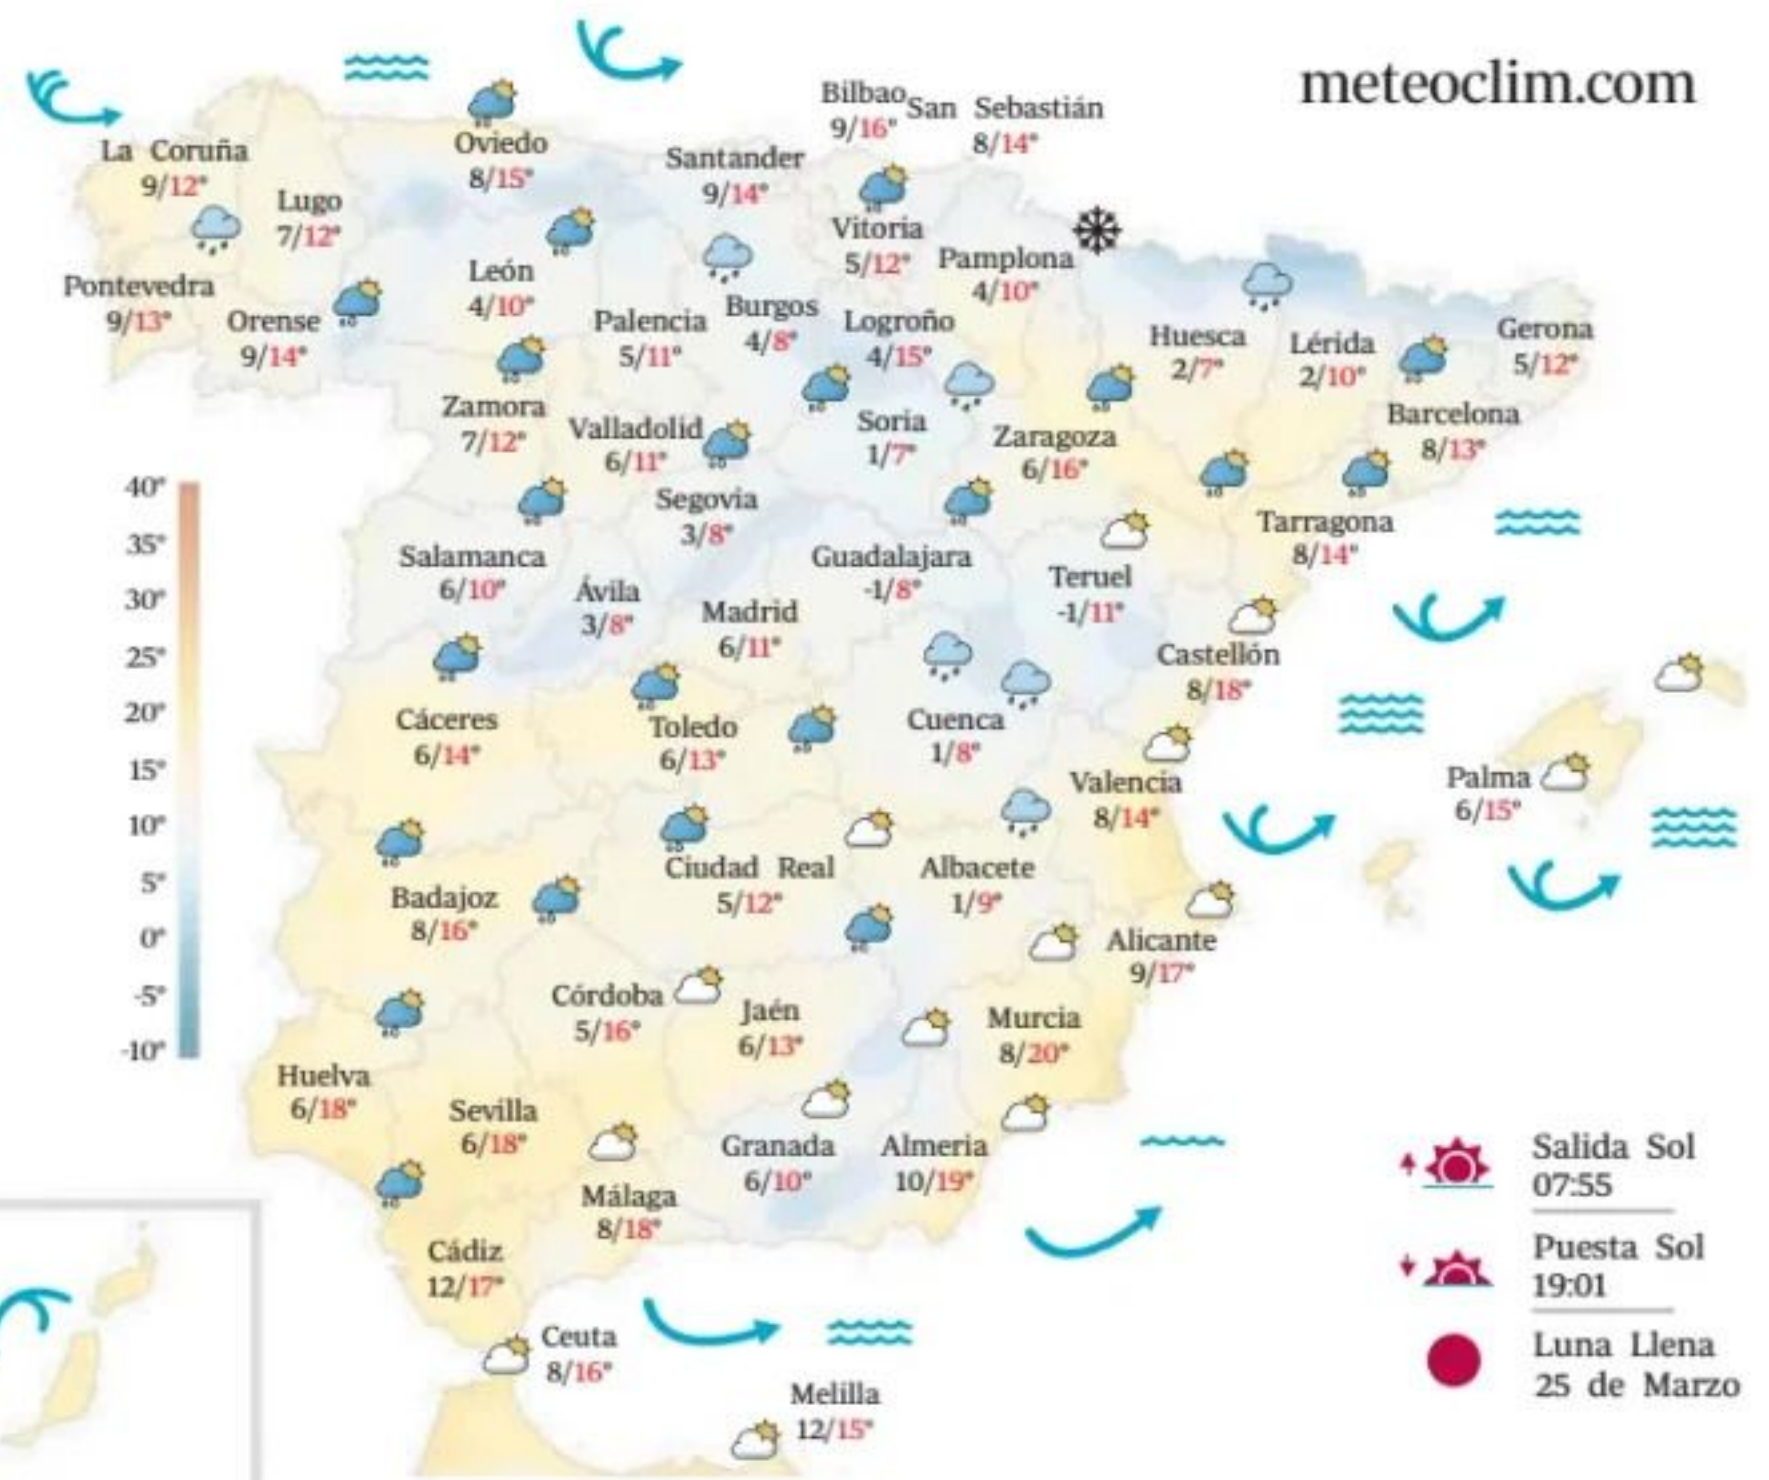 meteoclim.com
Bilbao
9/16°
San Sebastián
8/14°
La Coruña
9/12°
Oviedo
8/15°
Santander
9/14°
Lugo
7/12°
Vitoria
5/12°
Pamplona
4/10°
León
4/10°
Pontevedra
9/13°
Orense
9/14°
Palencia
5/11°
Burgos
4/8°
Logroño
4/15°
Huesca
2/7°
Lérida
2/10°
Gerona
5/12°
Zamora
7/12°
Valladolid
6/11°
Soria
1/7°
Zaragoza
6/16°
Barcelona
8/13°
Segovia
3/8°
Tarragona
8/14°
Salamanca
6/10°
Ávila
3/8°
Madrid
6/11°
Guadalajara
-1/8°
Teruel
-1/11°
Castellón
8/18°
Cáceres
6/14°
Toledo
6/13°
Cuenca
1/8°
Valencia
8/14°
Palma
6/15°
Badajoz
8/16°
Ciudad Real
5/12°
Albacete
1/9°
Alicante
9/17°
Córdoba
5/16°
Jaén
6/13°
Murcia
8/20°
Huelva
6/18°
Sevilla
6/18°
Granada
6/10°
Almeria
10/19°
Málaga
8/18°
Cádiz
12/17°
Ceuta
8/16°
Melilla
12/15°
40°
35°
30°
25°
20°
15°
10°
5°
0°
-5°
-10°
Salida Sol
07:55
Puesta Sol
19:01
Luna Llena
25 de Marzo